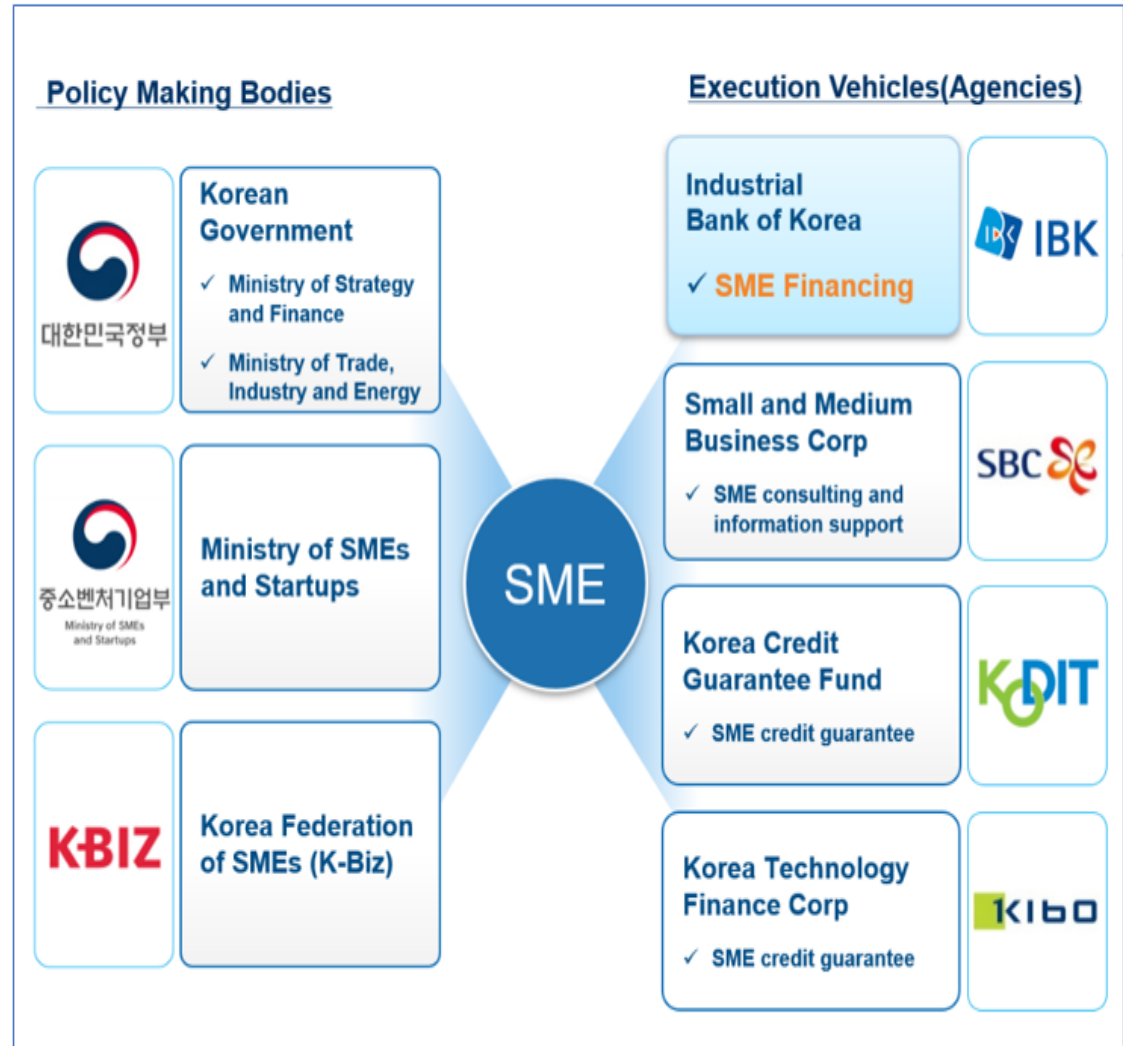 Policy Making Bodies
대한민국정부
Korean
Government
✓ Ministry of Strategy
and Finance
✓ Ministry of Trade,
Industry and Energy
중소벤처기업부
Ministry of SMEs
and Startups
Ministry of SMEs
and Startups
K-BIZ
Korea Federation
of SMEs (K-Biz)
SME
Execution Vehicles(Agencies)
Industrial
Bank of Korea
✓ SME Financing
IBK IBK
Small and Medium
Business Corp
✓ SME consulting and
information support
SBC
Korea Credit
Guarantee Fund
✓ SME credit guarantee
KODIT
Korea Technology
Finance Corp
✓ SME credit guarantee
KIBO